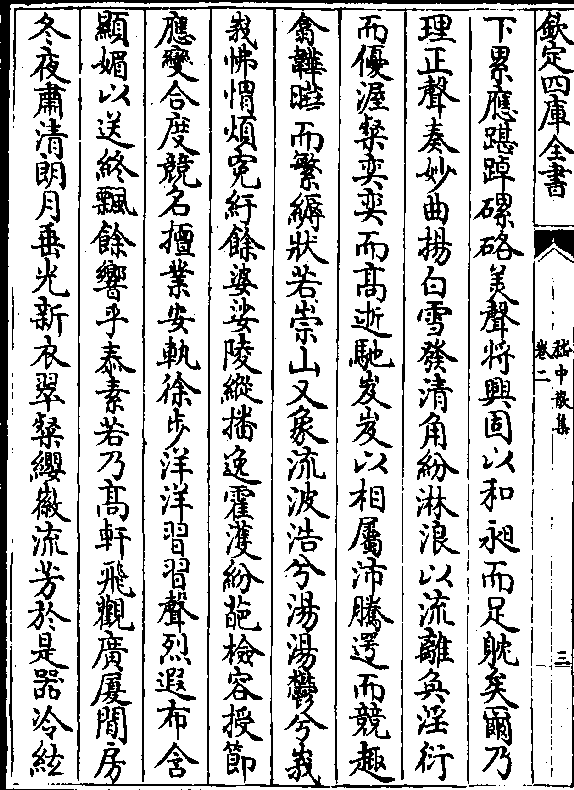 欽定四庫全書
嵇中散集
卷二
三
下累應踸踔磥硌美聲將興固以和昶而足躭矣爾乃
理正聲奏妙曲揚白雪發清角紛淋浪以流離奐淫衍
而優渥粲奕奕而髙逝馳岌岌以相屬沛騰遌而競趣
翕韡曄而繁縟狀若崇山又象流波浩兮湯湯鬱兮峩
峩怫㥜煩寃紆餘婆娑陵縱播逸霍濩紛葩檢容授節
應變合度競名擅業安軌徐步洋洋習習聲烈遐布含
顯媚以送終飄餘響乎泰素若乃髙軒飛觀廣厦閒房
冬夜肅清朗月垂光新衣翠粲纓徽流芳於是器冷絃